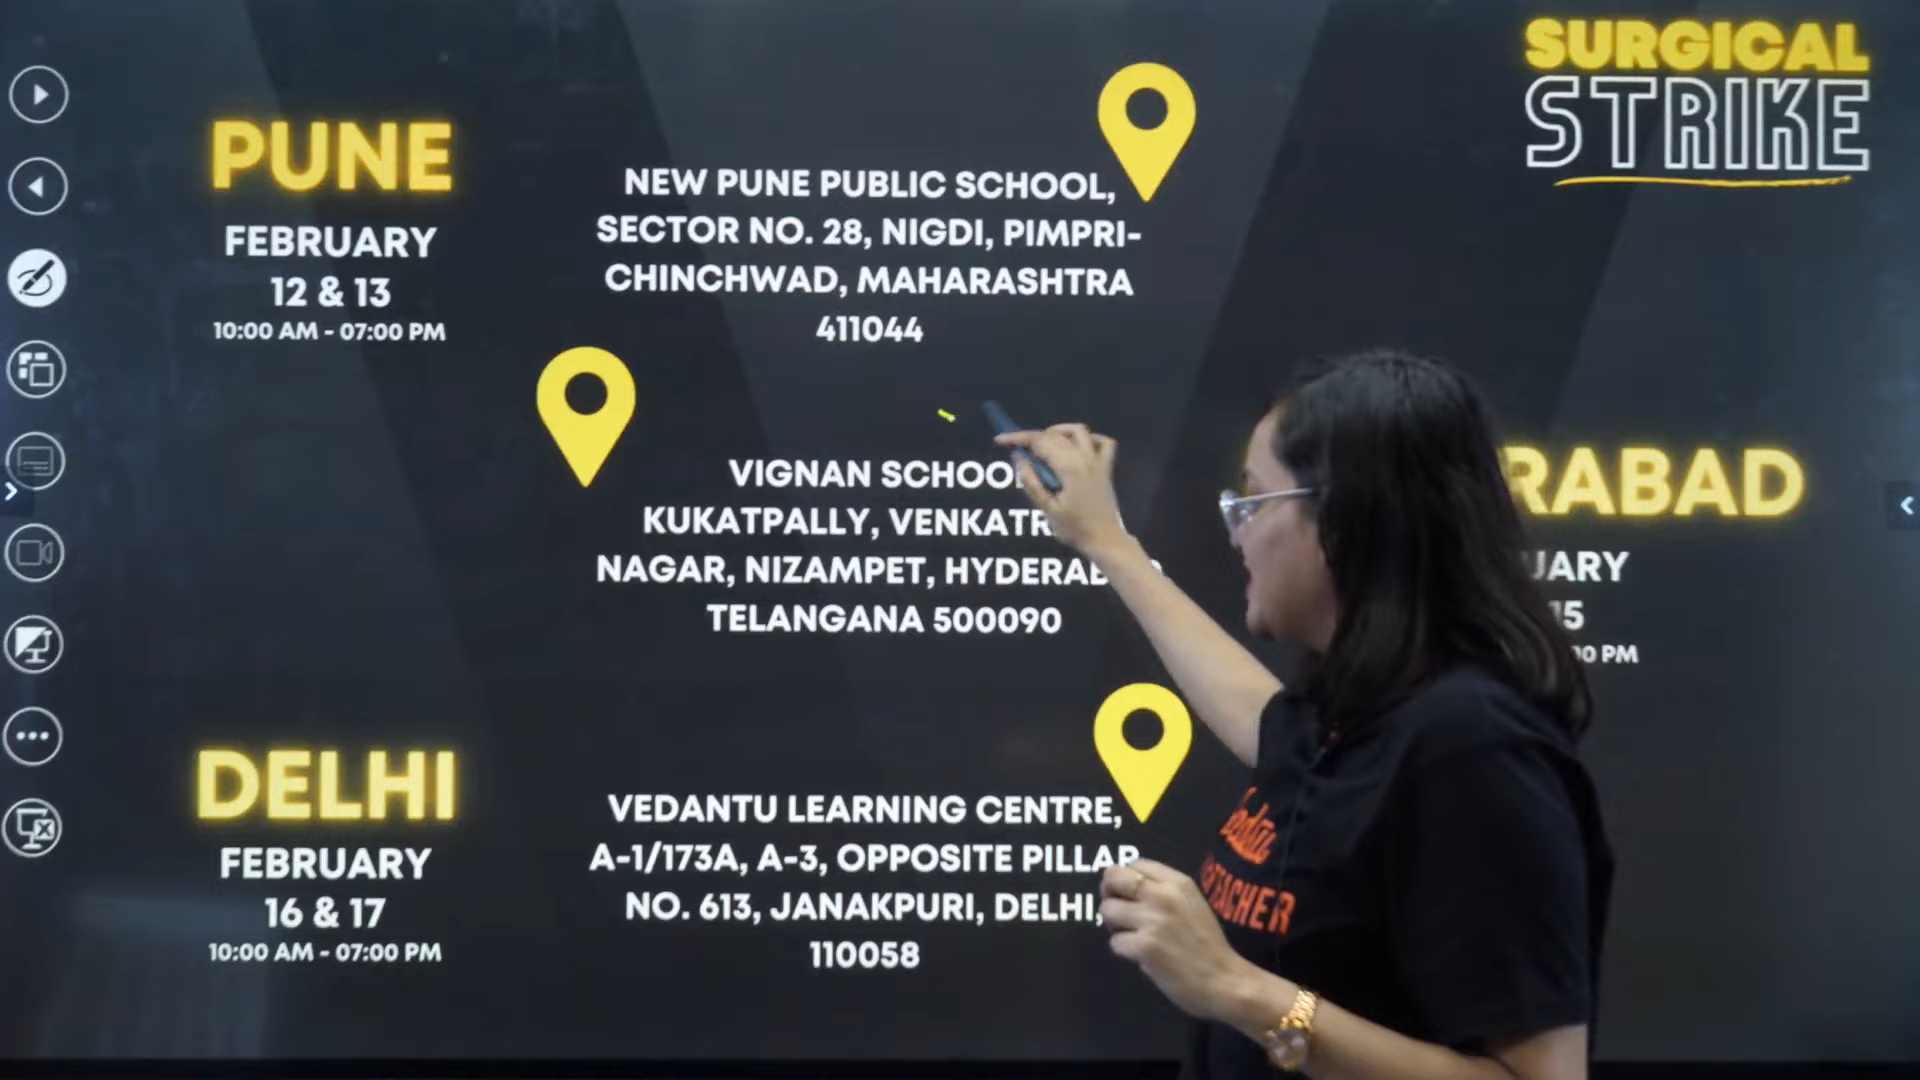 SURGICAL
STRIKE
PUNE
FEBRUARY
12 & 13
10:00 AM - 07:00 PM
NEW PUNE PUBLIC SCHOOL,
SECTOR NO. 28, NIGDI, PIMPRI-
CHINCHWAD, MAHARASHTRA
411044
VIGNAN SCHOO
KUKATPALLY, VENKATR
NAGAR, NIZAMPET, HYDERAB
TELANGANA 500090
RABAD
UARY
15
00 PM
DELHI
FEBRUARY
16 & 17
10:00 AM - 07:00 PM
VEDANTU LEARNING CENTRE,
A-1/173A, A-3, OPPOSITE PILLAR
NO. 613, JANAKPURI, DELHI,
110058
TEACHER